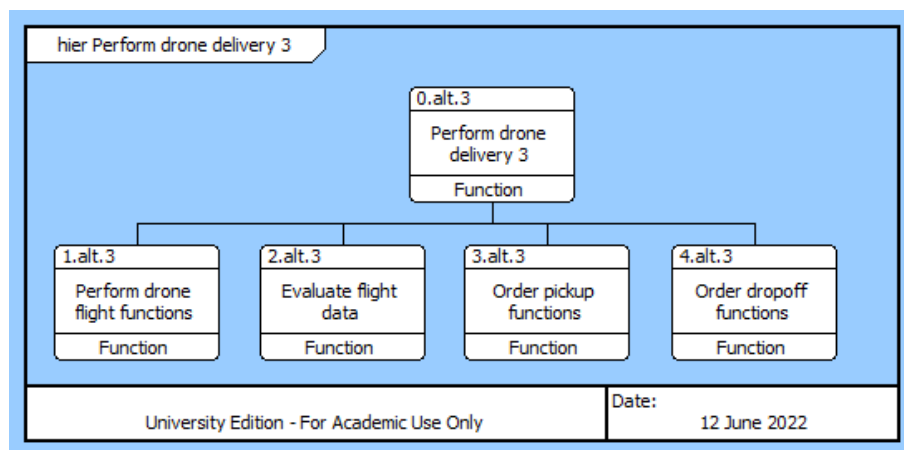 hier Perform drone delivery 3
0.alt.3
Perform drone
delivery 3
Function
1.alt.3
Perform drone
flight functions
Function
2.alt.3
Evaluate flight
data
Function
3.alt.3
Order pickup
functions
Function
4.alt.3
Order dropoff
functions
Function
University Edition - For Academic Use Only
Date:
12 June 2022